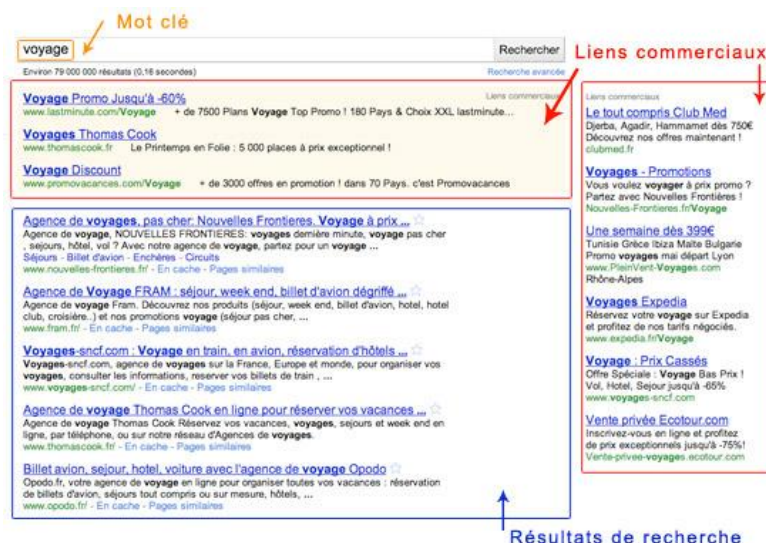 Mot clé
voyage
Rechercher
Liens commerciaux
Environ 79 000 000 résultats (0,16 secondes)
Recherche avancée
Voyage Promo Jusqu'à -60%
Liens commerciaux
www.lastminute.com/Voyage + de 7500 Plans Voyage Top Promo ! 180 Pays & Choix XXL lastminute...
Voyages Thomas Cook
www.thomascook.fr Le Printemps en Folie : 5 000 places à prix exceptionnel !
Voyage Discount
www.promovacances.com/Voyage + de 3000 offres en promotion ! dans 70 Pays. c'est Promovacances
Agence de voyages, pas cher: Nouvelles Frontieres. Voyage à prix ...
Agence de voyage, NOUVELLES FRONTIERES: voyages dernière minute, voyage pas cher
, sejours, hôtel, vol ? Avec notre agence de voyage, partez pour un voyage ...
Séjours - Billet d'avion - Enchères - Circuits
www.nouvelles-frontieres.fr/ - En cache - Pages similaires
Agence de Voyage FRAM : séjour, week end, billet d'avion dégriffé ...
Agence de voyage Fram. Découvrez nos produits (séjour, week end, billet d'avion, hotel, hotel
club, croisière..) et nos promotions voyage (séjour pas cher, ...
www.fram.fr/ - En cache - Pages similaires
Voyages-sncf.com : Voyage en train, en avion, réservation d'hôtels ...
Voyages-sncf.com, agence de voyages sur la France, Europe et monde, pour organiser vos
voyages, consulter les informations, reserver vos billets de train , ...
www.voyages-sncf.com/ - En cache - Pages similaires
Agence de voyage Thomas Cook en ligne pour réserver vos vacances ...
Agence de voyage Thomas Cook Réservez vos vacances, voyages, sejours et week end en
ligne, par téléphone, ou sur notre réseau d'Agences de voyages.
www.thomascook.fr/ - En cache - Pages similaires
Billet avion, sejour, hotel, voiture avec l'agence de voyage Opodo
Opodo.fr, votre agence de voyage en ligne pour organiser toutes vos vacances : réservation
de billets d'avion, séjours tout compris ou sur mesure, hôtels, ...
www.opodo.fr/ - En cache - Pages similaires
Liens commerciaux
Le tout compris Club Med
Djerba, Agadir, Hammamet dès 750€
Découvrez nos offres maintenant !
clubmed.fr
Voyages - Promotions
Vous voulez voyager à prix promo ?
Partez avec Nouvelles Frontières !
Nouvelles-Frontieres.fr/Voyage
Une semaine dès 399€
Tunisie Grèce Ibiza Malte Bulgarie
Promo voyages mai départ Lyon
www.PleinVent-Voyages.com
Rhône-Alpes
Voyages Expedia
Réservez votre voyage sur Expedia
et profitez de nos tarifs négociés.
www.expedia.fr/Voyage
Voyage : Prix Cassés
Offre Spéciale : Voyage Bas Prix !
Vol, Hotel, Sejour jusqu'à -65%
www.voyages-sncf.com
Vente privée Ecotour.com
Inscrivez-vous en ligne et profitez
de prix exceptionnels jusqu'à -75%!
Vente-privee-voyages.ecotour.com
Résultats de recherche